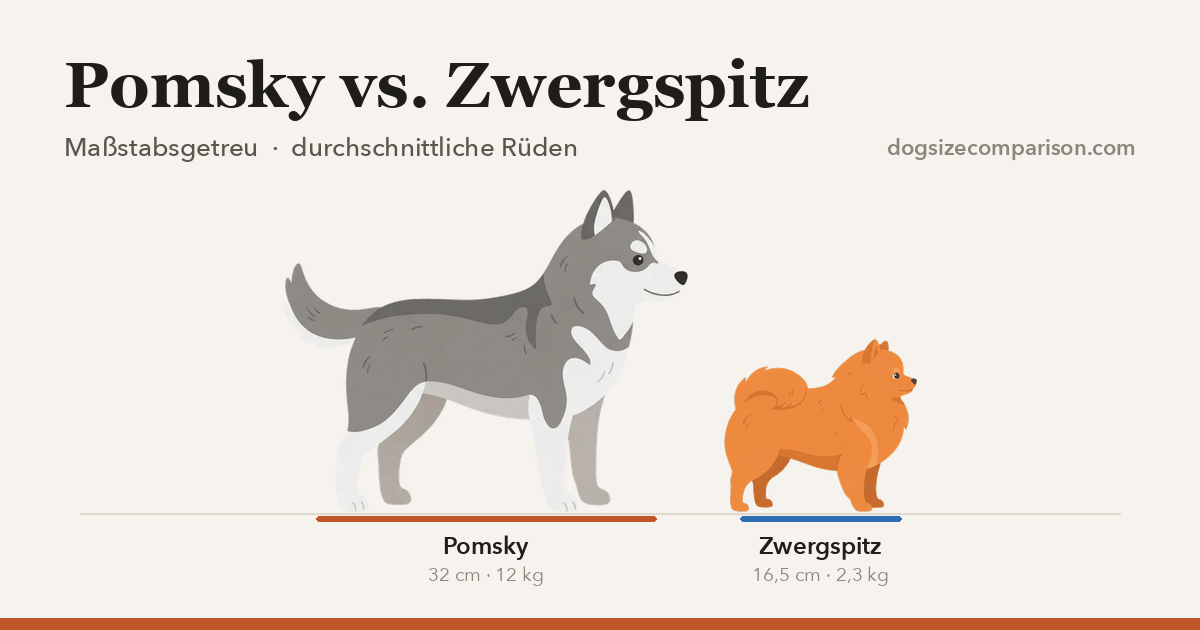 Pomsky vs. Zwergspitz
Maßstabsgetreu · durchschnittliche Rüden
dogsizecomparison.com
Pomsky
32 cm · 12 kg
Zwergspitz
16,5 cm · 2,3 kg